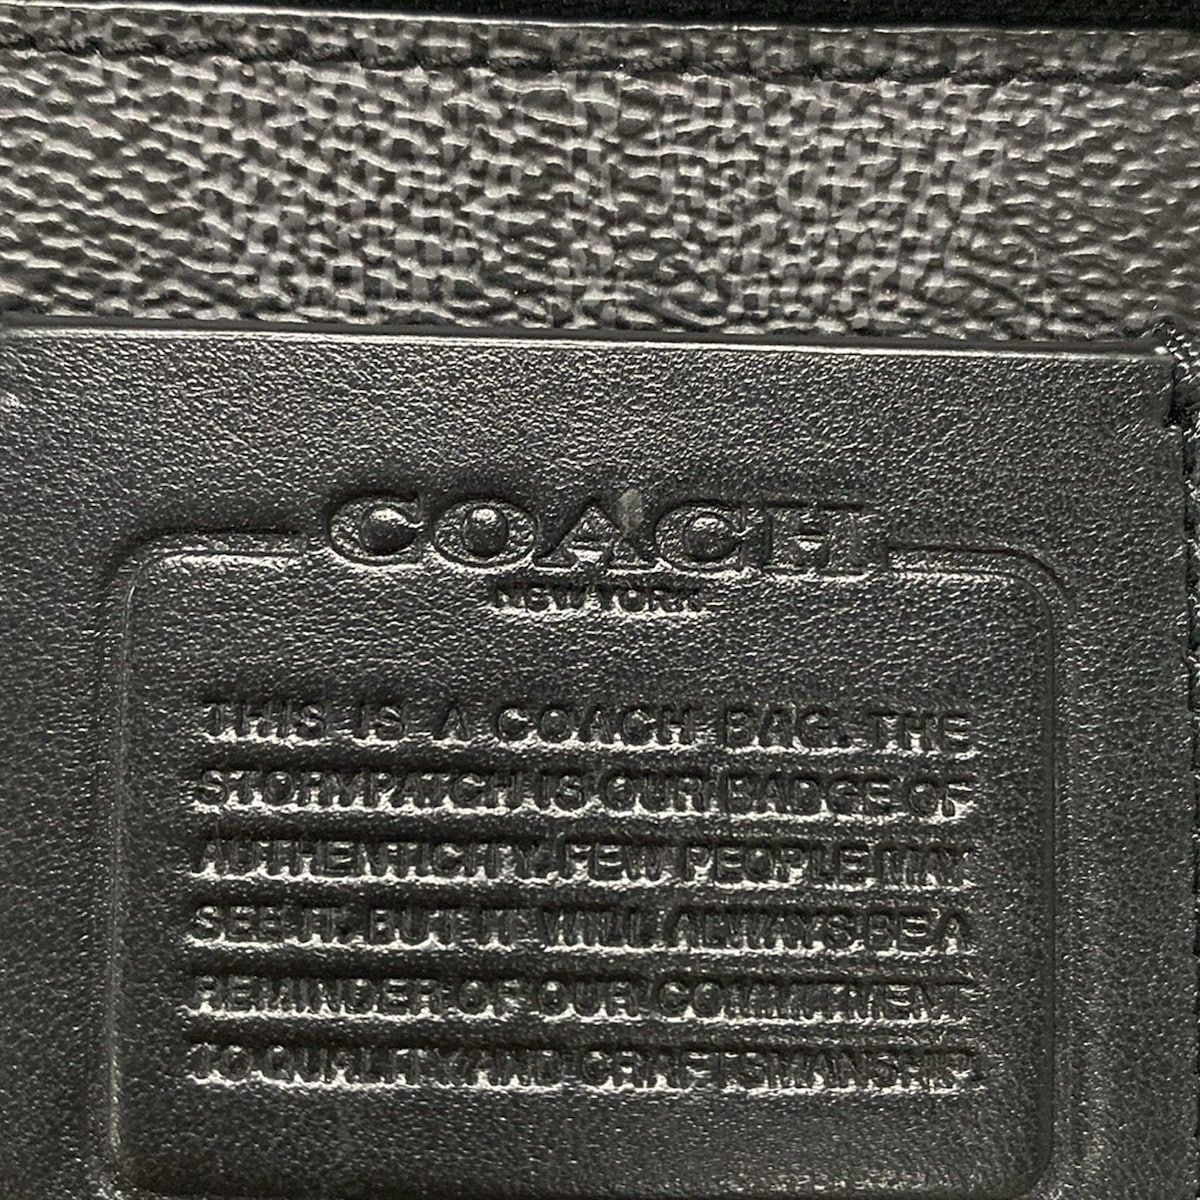 COACH
NEW YORK
THIS IS A COACH BAG. THE
STORYPATCH IS OUR BADGE OF
AUTHENTICITY. FEW PEOPLE MAY
SEE IT. BUT IT WILL ALWAYS BE A
REMINDER OF OUR COMMITMENT
TO QUALITY AND CRAFTSMANSHIP.